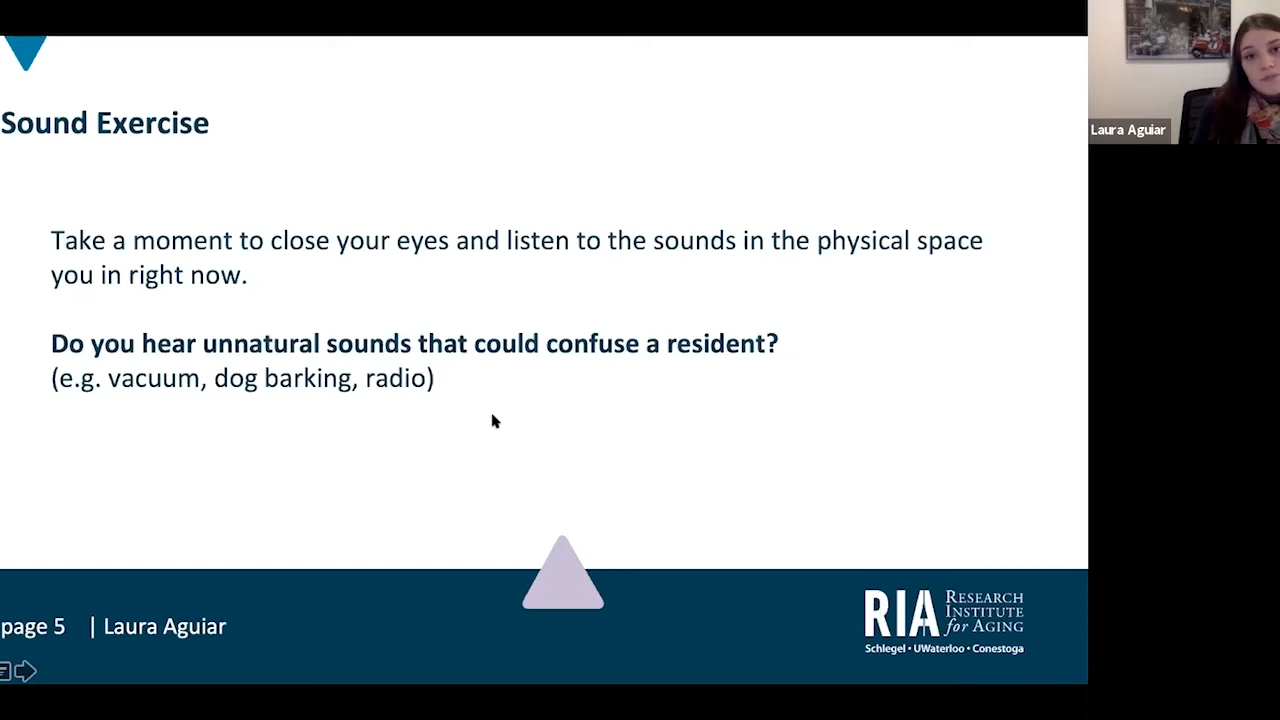 Sound Exercise
Take a moment to close your eyes and listen to the sounds in the physical space
you in right now.
Do you hear unnatural sounds that could confuse a resident?
(e.g. vacuum, dog barking, radio)
page 5 | Laura Aguiar
RIA RESEARCH
INSTITUTE
for AGING
Schlegel • UWaterloo • Conestoga
Laura Aguiar